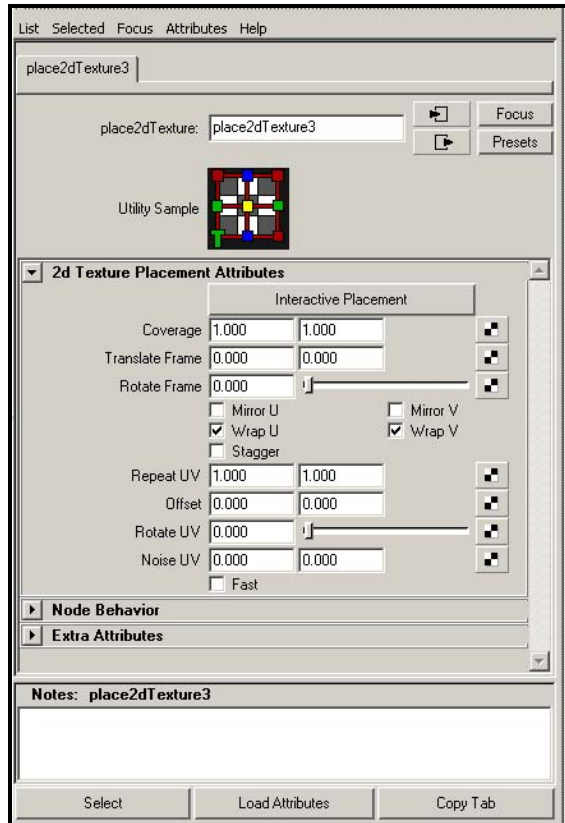 List Selected Focus Attributes Help
place2dTexture3
place2dTexture: place2dTexture3 Focus
Presets
Utility Sample
2d Texture Placement Attributes
Interactive Placement
Coverage 1.000 1.000
Translate Frame 0.000 0.000
Rotate Frame 0.000
Mirror U Mirror V
Wrap U Wrap V
Stagger
Repeat UV 1.000 1.000
Offset 0.000 0.000
Rotate UV 0.000
Noise UV 0.000 0.000
Fast
Node Behavior
Extra Attributes
Notes: place2dTexture3
Select Load Attributes Copy Tab